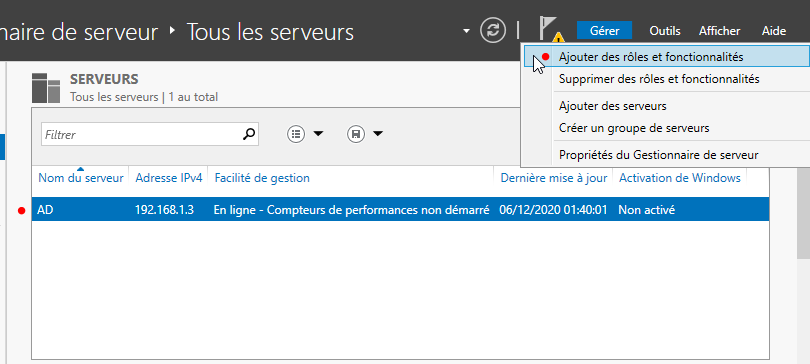 naire de serveur ‣ Tous les serveurs
Gérer Outils Afficher Aide
Ajouter des rôles et fonctionnalités
Supprimer des rôles et fonctionnalités
Ajouter des serveurs
Créer un groupe de serveurs
Propriétés du Gestionnaire de serveur
SERVEURS
Tous les serveurs | 1 au total
Filtrer
Nom du serveur Adresse IPv4 Facilité de gestion Dernière mise à jour Activation de Windows
AD 192.168.1.3 En ligne - Compteurs de performances non démarré 06/12/2020 01:40:01 Non activé